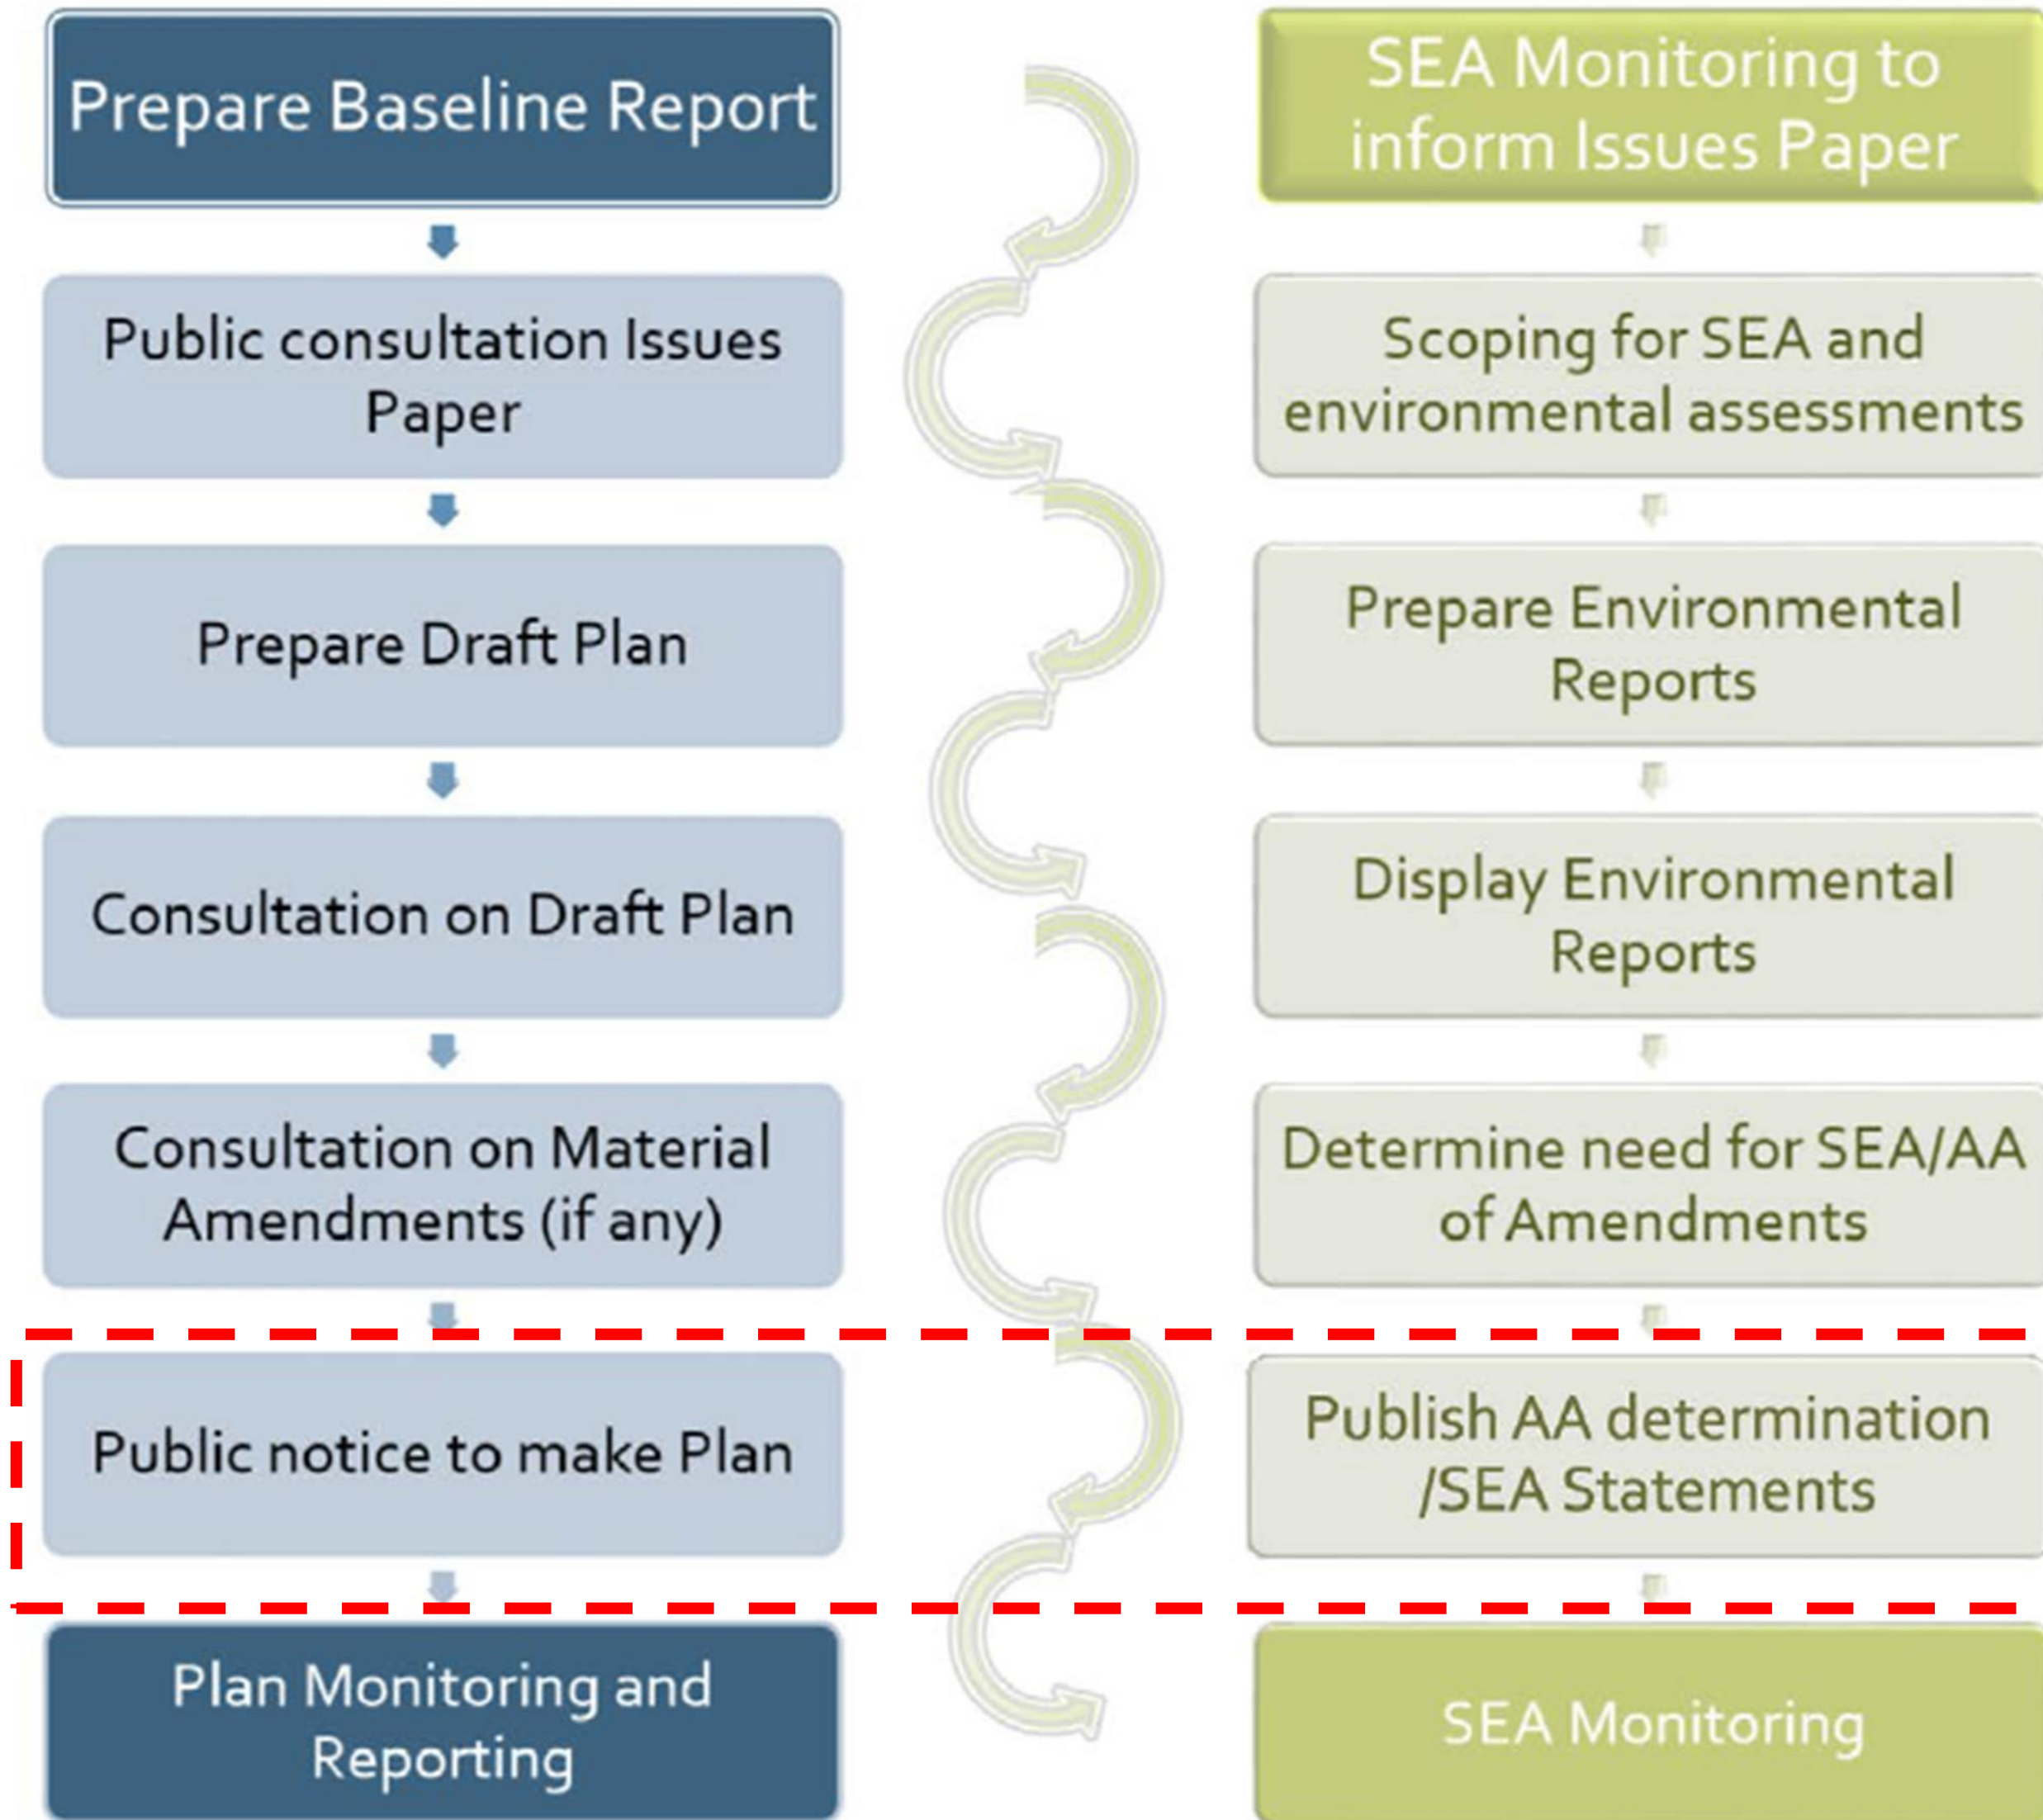 Prepare Baseline Report
SEA Monitoring to
inform Issues Paper
Public consultation Issues
Paper
Scoping for SEA and
environmental assessments
Prepare Draft Plan
Prepare Environmental
Reports
Consultation on Draft Plan
Display Environmental
Reports
Consultation on Material
Amendments (if any)
Determine need for SEA/AA
of Amendments
Public notice to make Plan
Publish AA determination
/SEA Statements
Plan Monitoring and
Reporting
SEA Monitoring